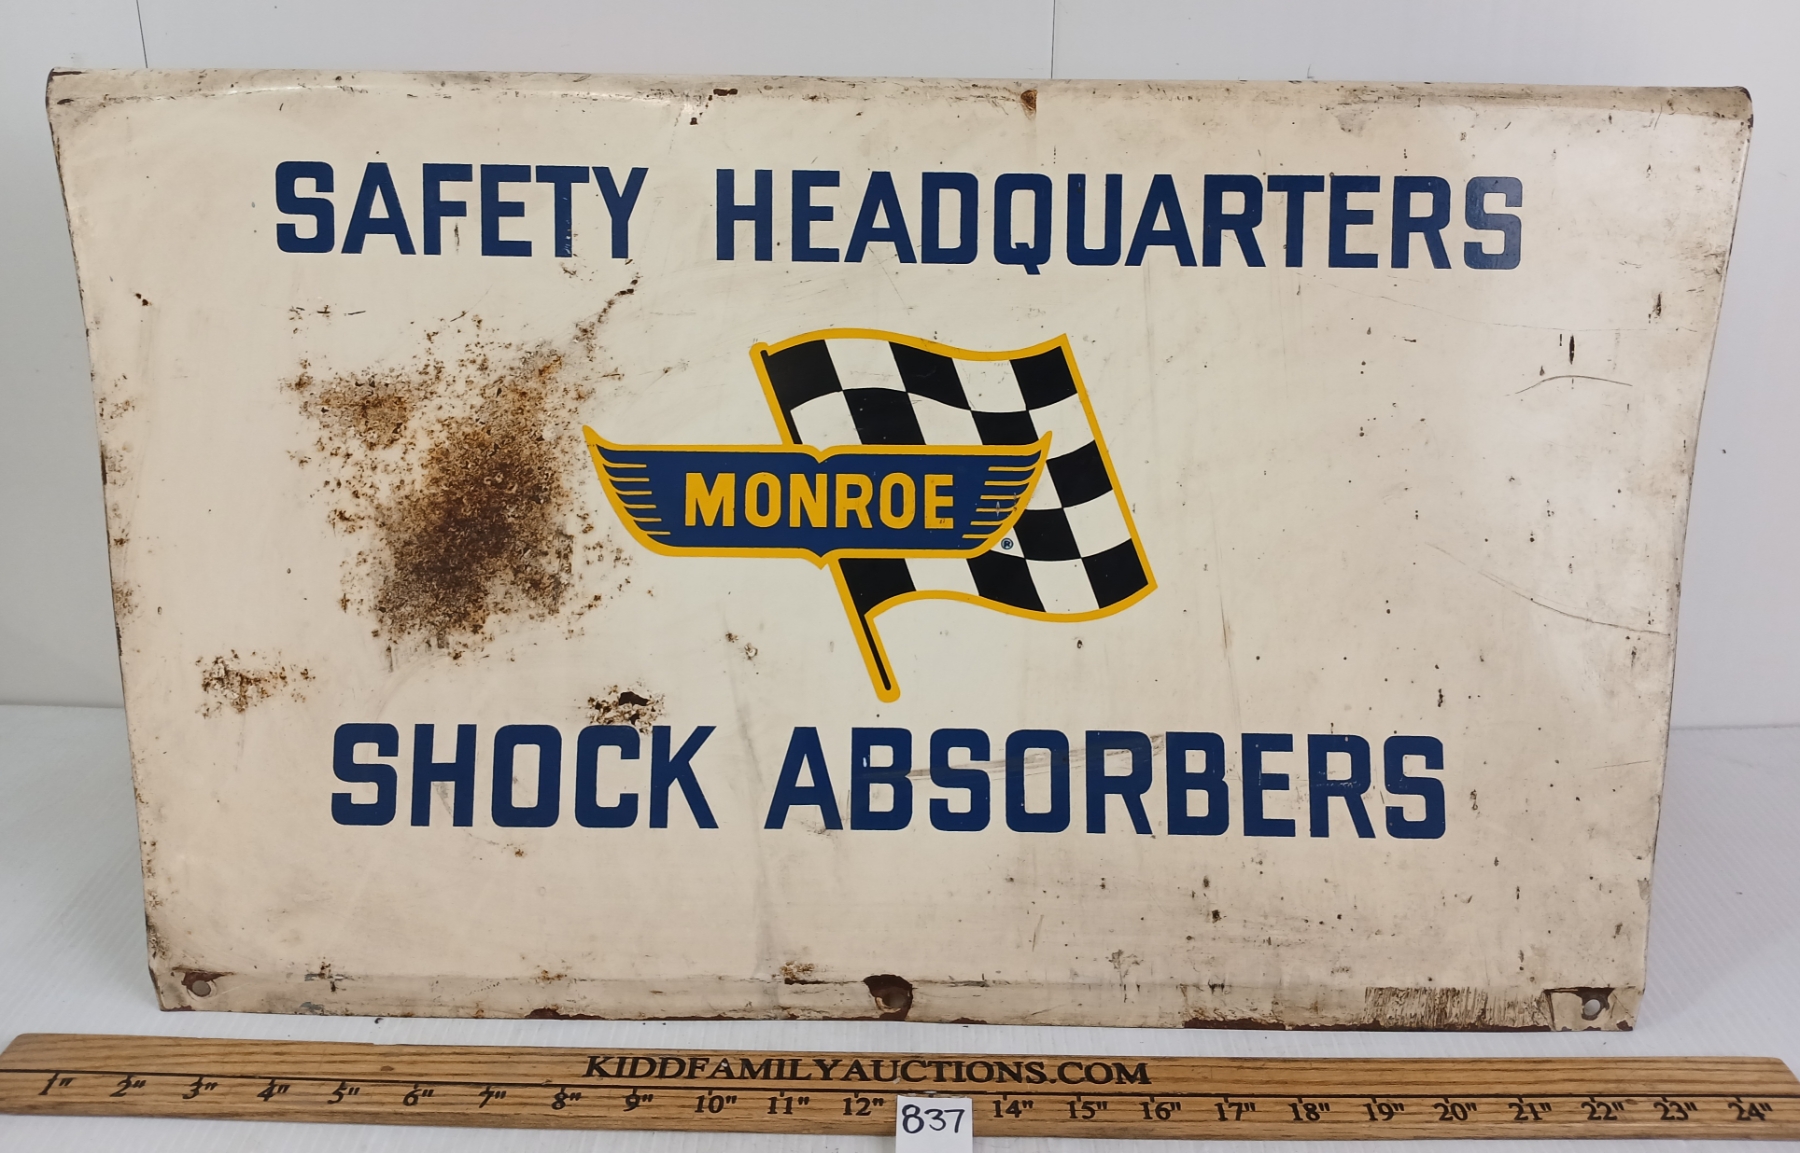 SAFETY HEADQUARTERS
MONROE
®
SHOCK ABSORBERS
KIDDFAMILYAUCTIONS.COM
1" 2" 3" 4" 5" 6" 7" 8" 9" 10" 11" 12" 14" 15" 16" 17" 18" 19" 20" 21" 22" 23" 24"
837